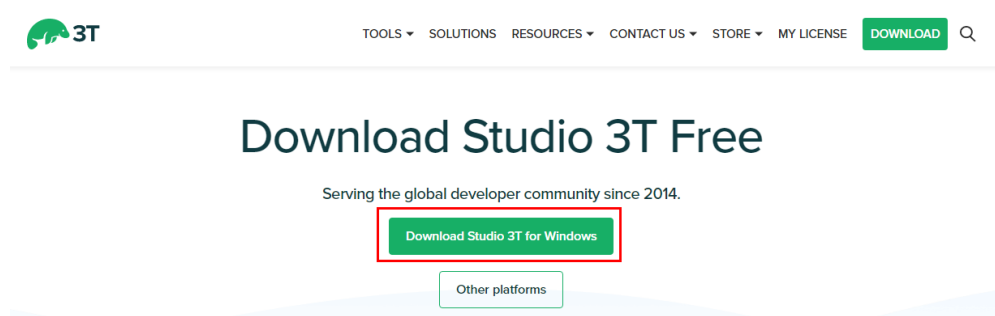 3T
TOOLS SOLUTIONS RESOURCES CONTACT US STORE MY LICENSE DOWNLOAD
Download Studio 3T Free
Serving the global developer community since 2014.
Download Studio 3T for Windows
Other platforms